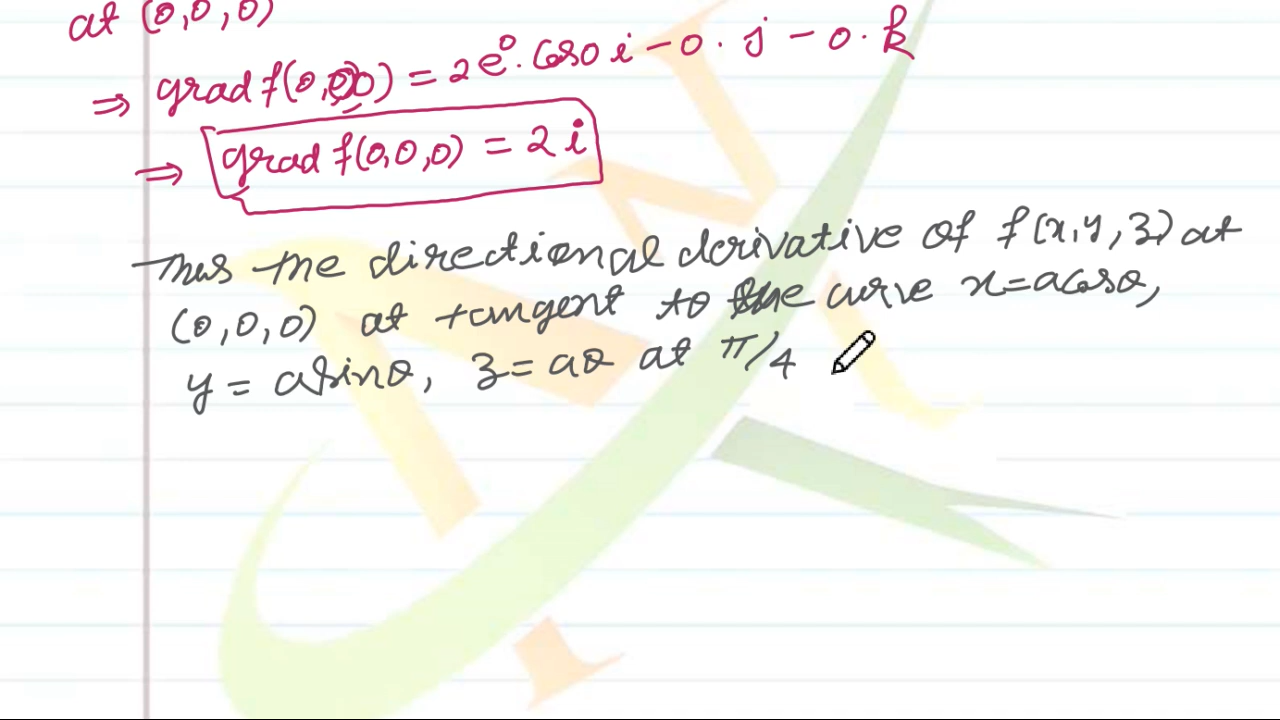 at (0,0,0)
⇒ grad f(0,0,0) = 2e⁰. cos0 i – 0. j – 0. k
⇒ grad f(0,0,0) = 2i
Thus the directional derivative of f(x,y,z) at
(0,0,0) at tangent to the curve x=acosθ,
y = asinθ, z = aθ at π/4